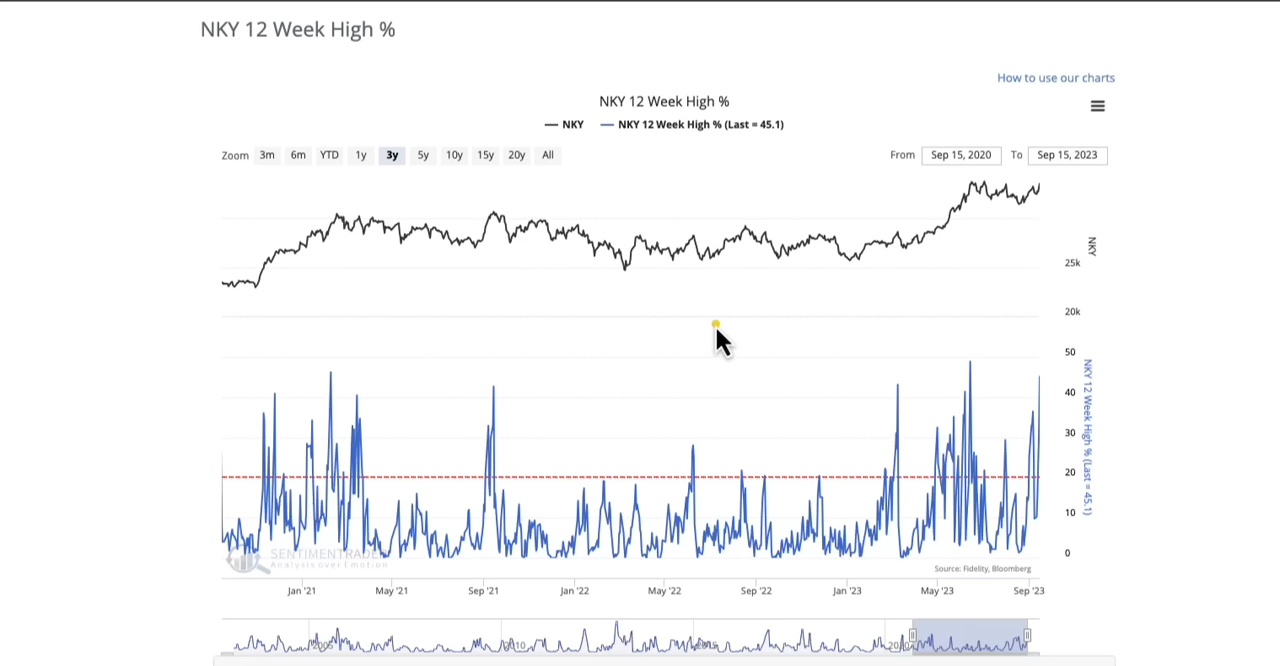 NKY 12 Week High %
How to use our charts
NKY 12 Week High %
NKY NKY 12 Week High % (Last = 45.1)
Zoom 3m 6m YTD 1y 3y 5y 10y 15y 20y All From Sep 15, 2020 To Sep 15, 2023
NKY
25k
20k
50
40
30
20
10
0
NKY 12 Week High % (Last = 45.1)
SENTIMENTRADER
Analysis over Emotion
Source: Fidelity, Bloomberg
Jan '21 May '21 Sep '21 Jan '22 May '22 Sep '22 Jan '23 May '23 Sep '23
2005 2010 2015 2020